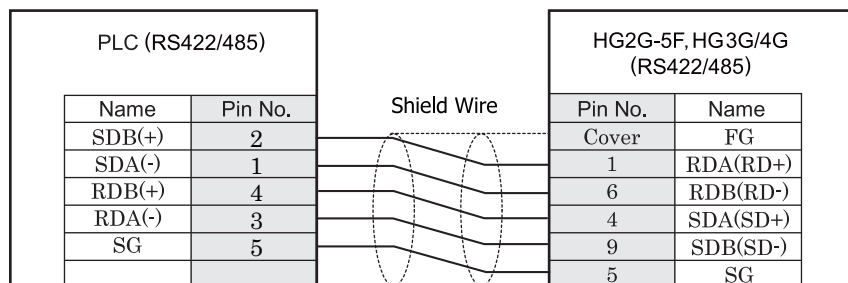 PLC (RS422/485)
HG2G-5F, HG3G/4G
(RS422/485)
Shield Wire
Name Pin No. Pin No. Name
SDB(+) 2 Cover FG
SDA(-) 1 1 RDA(RD+)
RDB(+) 4 6 RDB(RD-)
RDA(-) 3 4 SDA(SD+)
SG 5 9 SDB(SD-)
5 SG